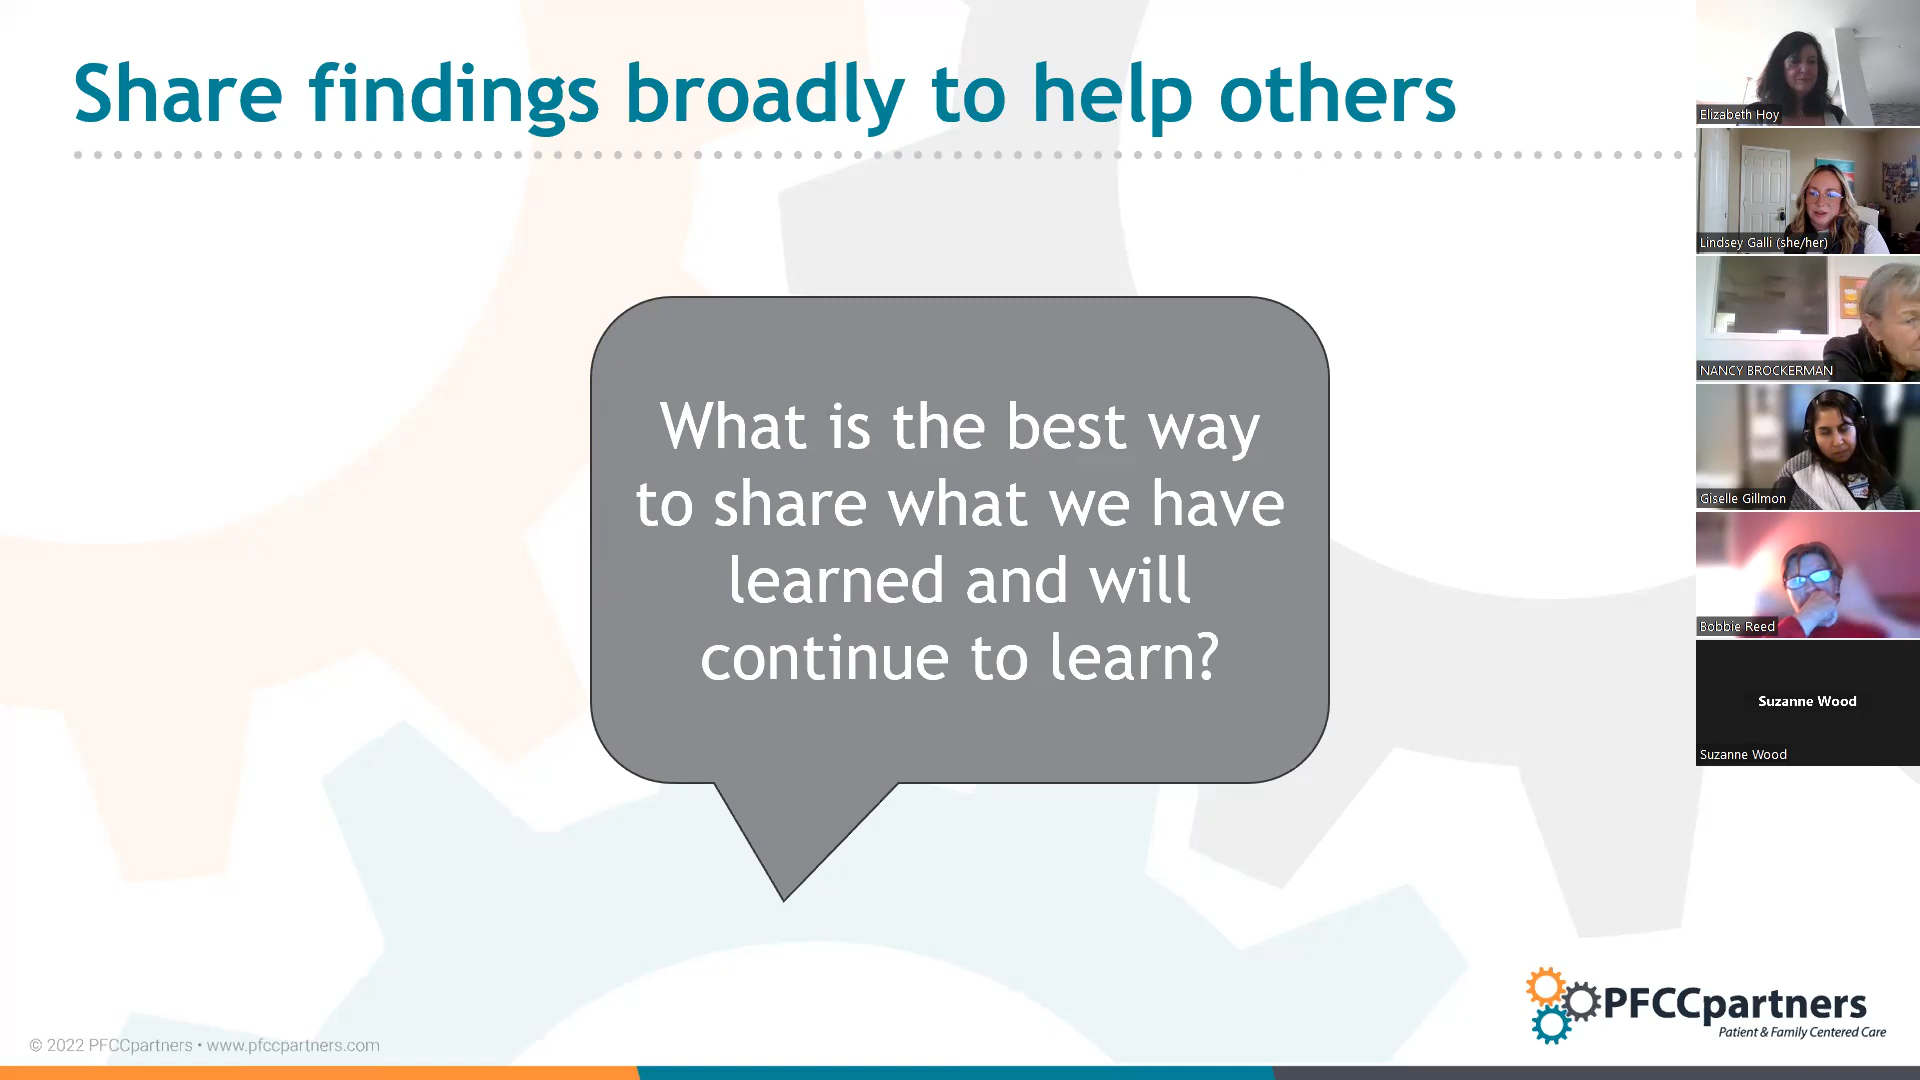 Share findings broadly to help others
What is the best way
to share what we have
learned and will
continue to learn?
Elizabeth Hoy
Lindsey Galli (she/her)
NANCY BROCKERMAN
Giselle Gillmon
Bobbie Reed
Suzanne Wood
Suzanne Wood
PFCCpartners
Patient & Family Centered Care
© 2022 PFCCpartners • www.pfccpartners.com